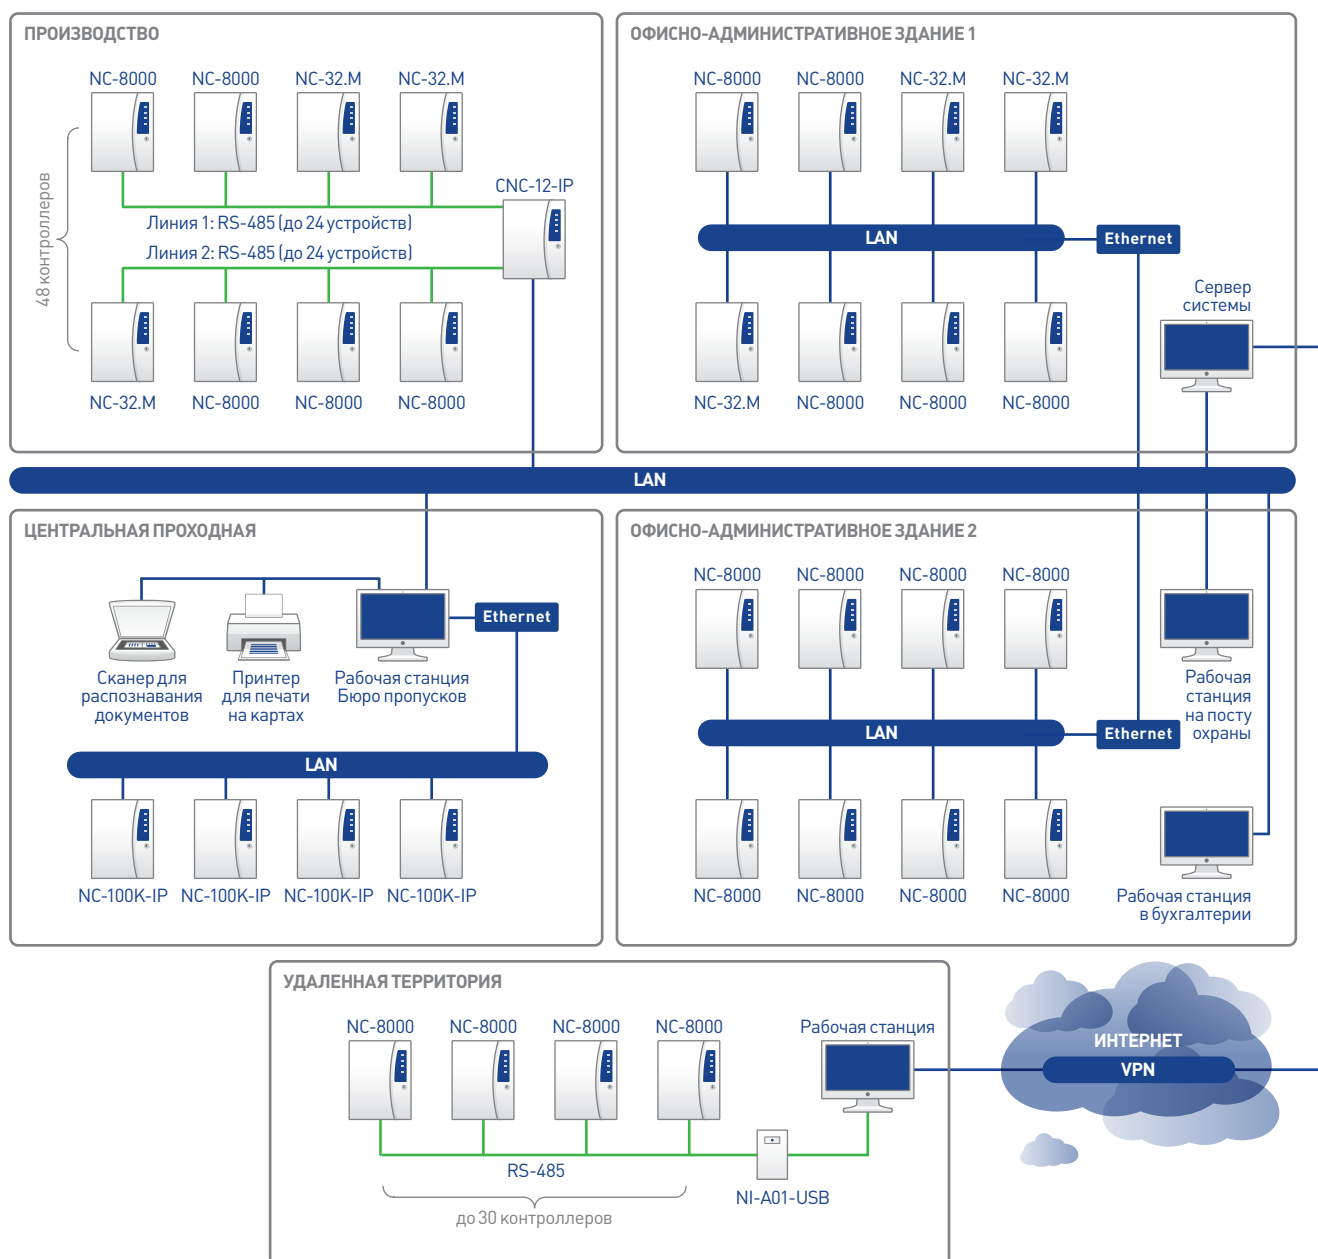 ПРОИЗВОДСТВО
NC-8000 NC-8000 NC-32.M NC-32.M
CNC-12-IP
48 контроллеров
Линия 1: RS-485 (до 24 устройств)
Линия 2: RS-485 (до 24 устройств)
NC-32.M NC-8000 NC-8000 NC-8000
ОФИСНО-АДМИНИСТРАТИВНОЕ ЗДАНИЕ 1
NC-8000 NC-8000 NC-32.M NC-32.M
LAN
Ethernet
Сервер
системы
NC-32.M NC-8000 NC-8000 NC-8000
LAN
ЦЕНТРАЛЬНАЯ ПРОХОДНАЯ
Ethernet
Сканер для
распознавания
документов
Принтер
для печати
на картах
Рабочая станция
Бюро пропусков
LAN
NC-100K-IP NC-100K-IP NC-100K-IP NC-100K-IP
ОФИСНО-АДМИНИСТРАТИВНОЕ ЗДАНИЕ 2
NC-8000 NC-8000 NC-8000 NC-8000
LAN
Ethernet
Рабочая
станция
на посту
охраны
NC-8000 NC-8000 NC-8000 NC-8000
Рабочая станция
в бухгалтерии
УДАЛЕННАЯ ТЕРРИТОРИЯ
NC-8000 NC-8000 NC-8000 NC-8000
Рабочая станция
RS-485
NI-A01-USB
до 30 контроллеров
ИНТЕРНЕТ
VPN